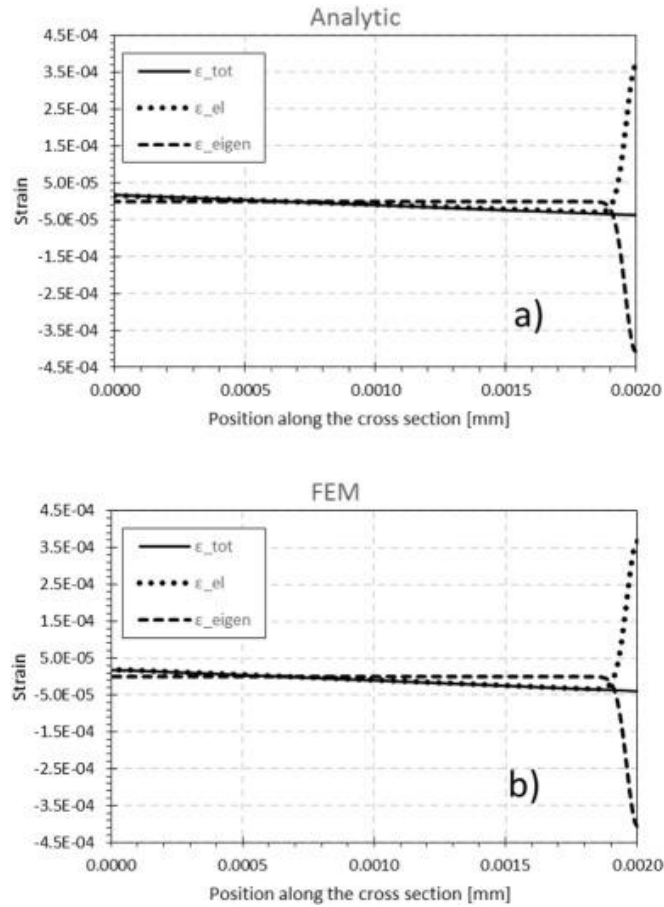 Analytic
4.5E-04
3.5E-04
2.5E-04
1.5E-04
5.0E-05
-5.0E-05
-1.5E-04
-2.5E-04
-3.5E-04
-4.5E-04
Strain
ε_tot
ε_el
ε_eigen
a)
0.0000 0.0005 0.0010 0.0015 0.0020
Position along the cross section [mm]
FEM
4.5E-04
3.5E-04
2.5E-04
1.5E-04
5.0E-05
-5.0E-05
-1.5E-04
-2.5E-04
-3.5E-04
-4.5E-04
Strain
ε_tot
ε_el
ε_eigen
b)
0.0000 0.0005 0.0010 0.0015 0.0020
Position along the cross section [mm]